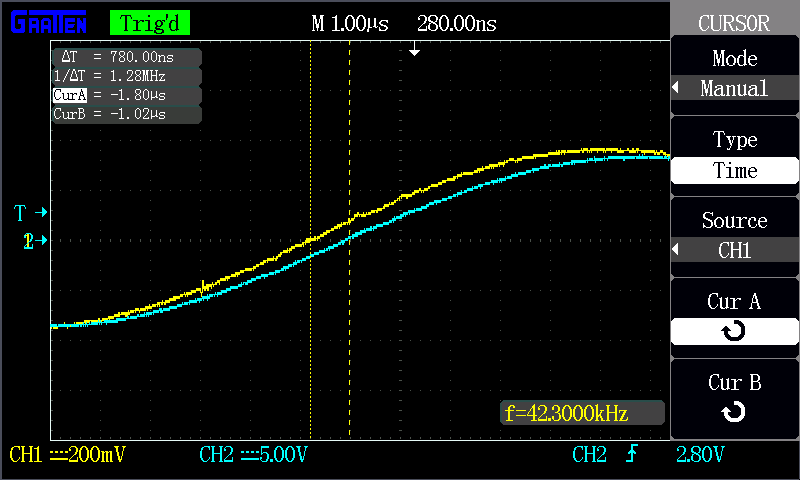 GRATTEN Trig'd M 1.00µs 280.00ns CURSOR
ΔT = 780.00ns
1/ΔT = 1.28MHz
CurA = -1.80µs
CurB = -1.02µs
Mode
Manual
Type
Time
Source
CH1
Cur A
Cur B
T
2
f=42.3000kHz
CH1 200mV CH2 5.00V CH2 2.80V